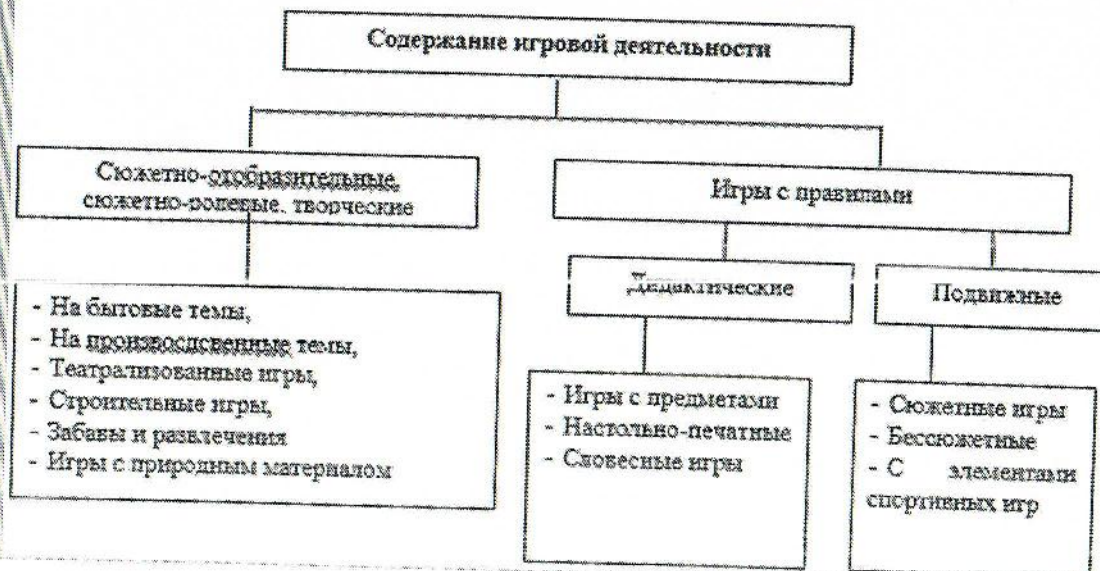 Содержание игровой деятельности
Сюжетно-отобразительные,
сюжетно-ролевые, творческие
Игры с правилами
Дидактические
Подвижные
- На бытовые темы,
- На производсвенные темы,
- Театрализованные игры,
- Строительные игры,
- Забавы и развлечения
- Игры с природным материалом
- Игры с предметами
- Настольно-печатные
- Словесные игры
- Сюжетные игры
- Бессюжетные
- С элементами
спортивных игр